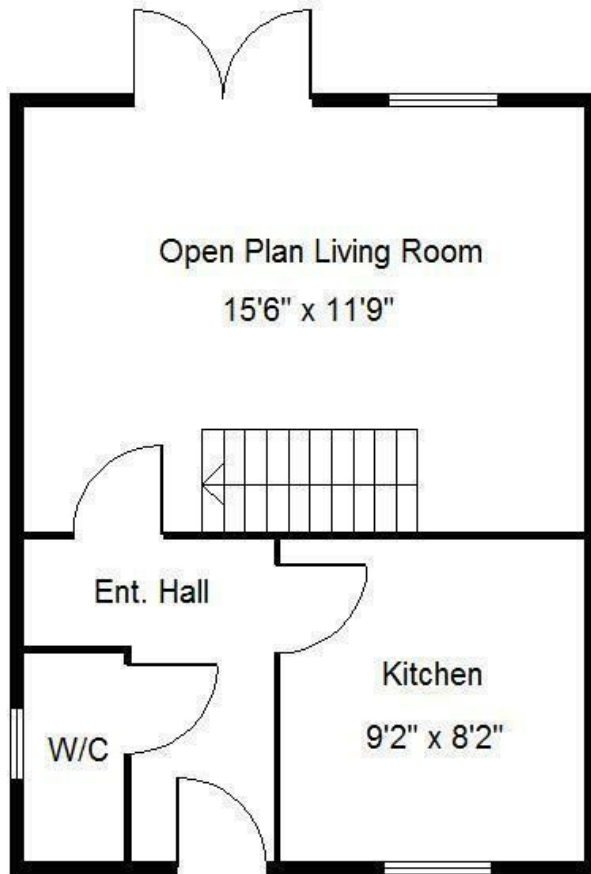 Open Plan Living Room
15'6" x 11'9"
Ent. Hall
Kitchen
9'2" x 8'2"
W/C